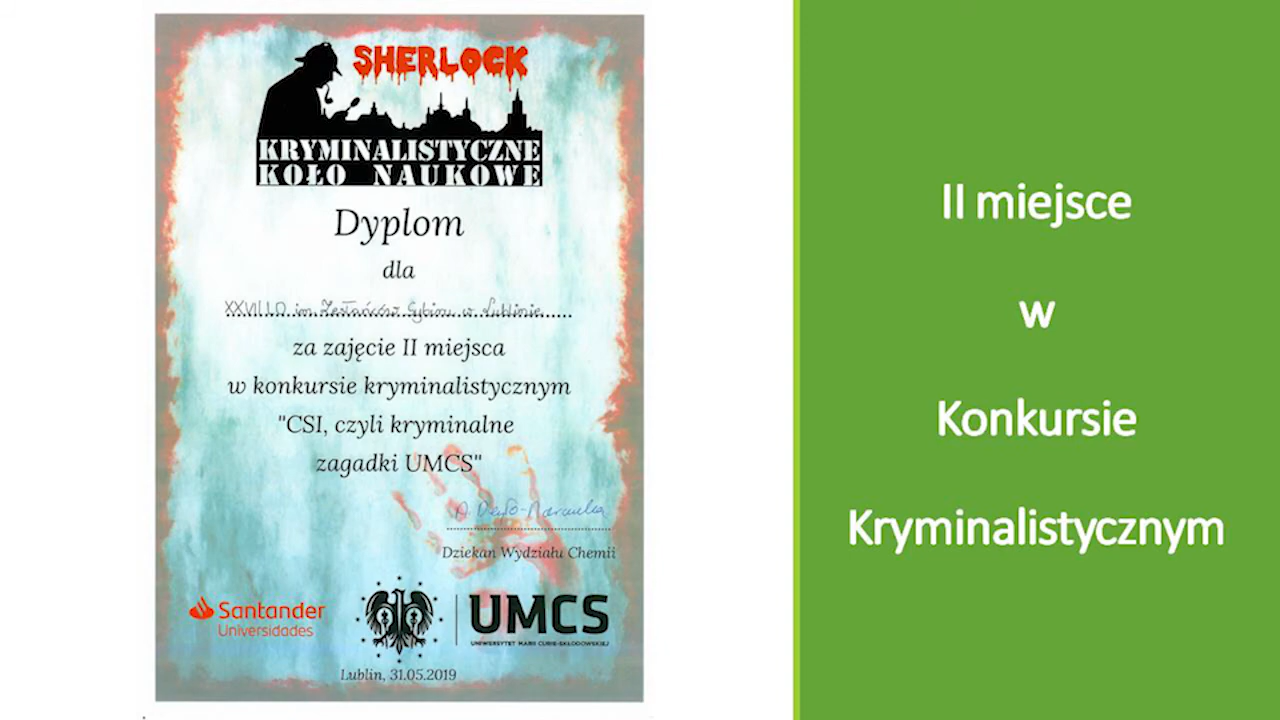 SHERLOCK
KRYMINALISTYCZNE
KOŁO NAUKOWE
Dyplom
dla
XXVII LO im. Zesłańców Sybiru w Lublinie
za zajęcie II miejsca
w konkursie kryminalistycznym
"CSI, czyli kryminalne
zagadki UMCS"
Dziekan Wydziału Chemii
Santander
Universidades
UMCS
UNIWERSYTET MARII CURIE-SKŁODOWSKIEJ
Lublin, 31.05.2019
II miejsce
w
Konkursie
Kryminalistycznym